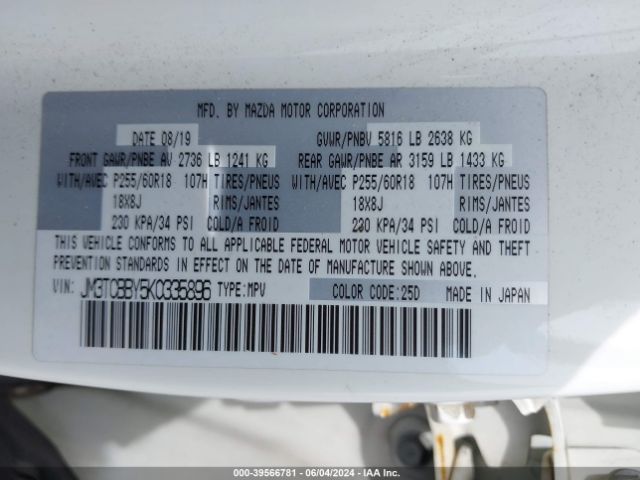 MFD. BY MAZDA MOTOR CORPORATION
DATE 08/19 GVWR/PNBV 5816 LB 2638 KG
FRONT GAWR/PNBE AV 2736 LB 1241 KG REAR GAWR/PNBE AR 3159 LB 1433 KG
WITH/AVEC P255/60R18 107H TIRES/PNEUS WITH/AVEC P255/60R18 107H TIRES/PNEUS
18X8J RIMS/JANTES 18X8J RIMS/JANTES
230 KPA/34 PSI COLD/A FROID 230 KPA/34 PSI COLD/A FROID
THIS VEHICLE CONFORMS TO ALL APPLICABLE FEDERAL MOTOR VEHICLE SAFETY AND THEFT
PREVENTION STANDARDS IN EFFECT ON THE DATE OF MANUFACTURE SHOWN ABOVE.
VIN: JM3TCBBY5K0335896 TYPE:MPV COLOR CODE:25D MADE IN JAPAN
000-39566781 - 06/04/2024 - IAA Inc.